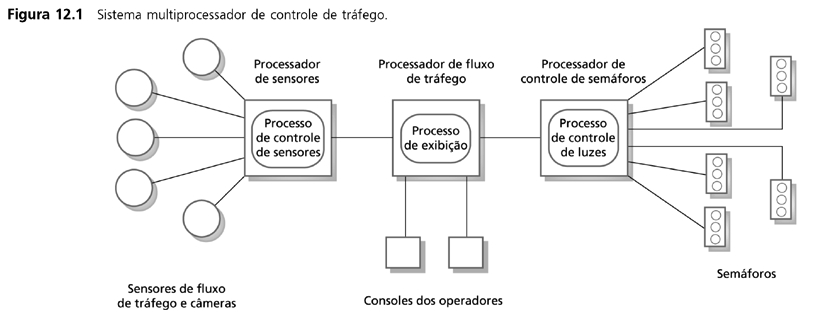 Figura 12.1 Sistema multiprocessador de controle de tráfego.
Processador
de sensores
Processador de fluxo
de tráfego
Processador de
controle de semáforos
Processo
de controle
de sensores
Processo
de exibição
Processo
de controle
de luzes
Semáforos
Sensores de fluxo
de tráfego e câmeras
Consoles dos operadores